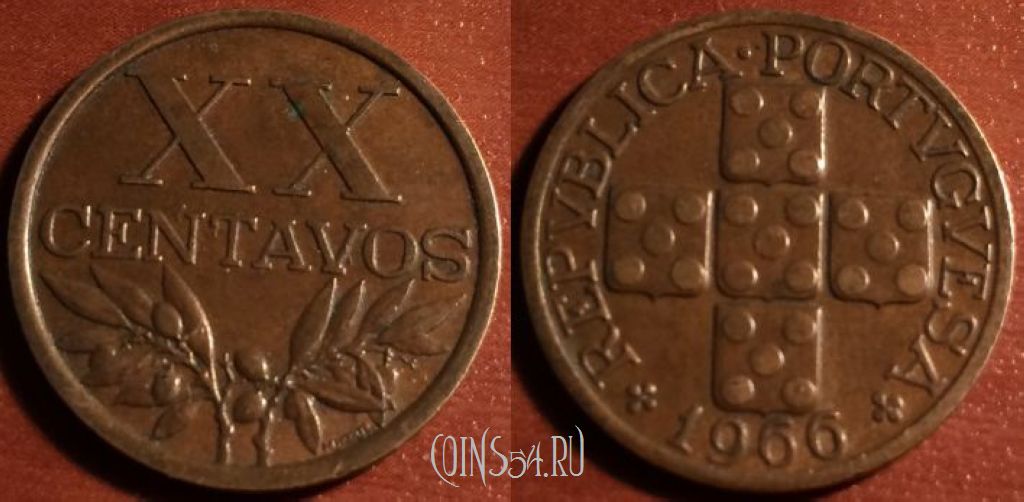 XX
CENTAVOS
REPVBLICA·PORTVGVESA
1966
COINS54.RU